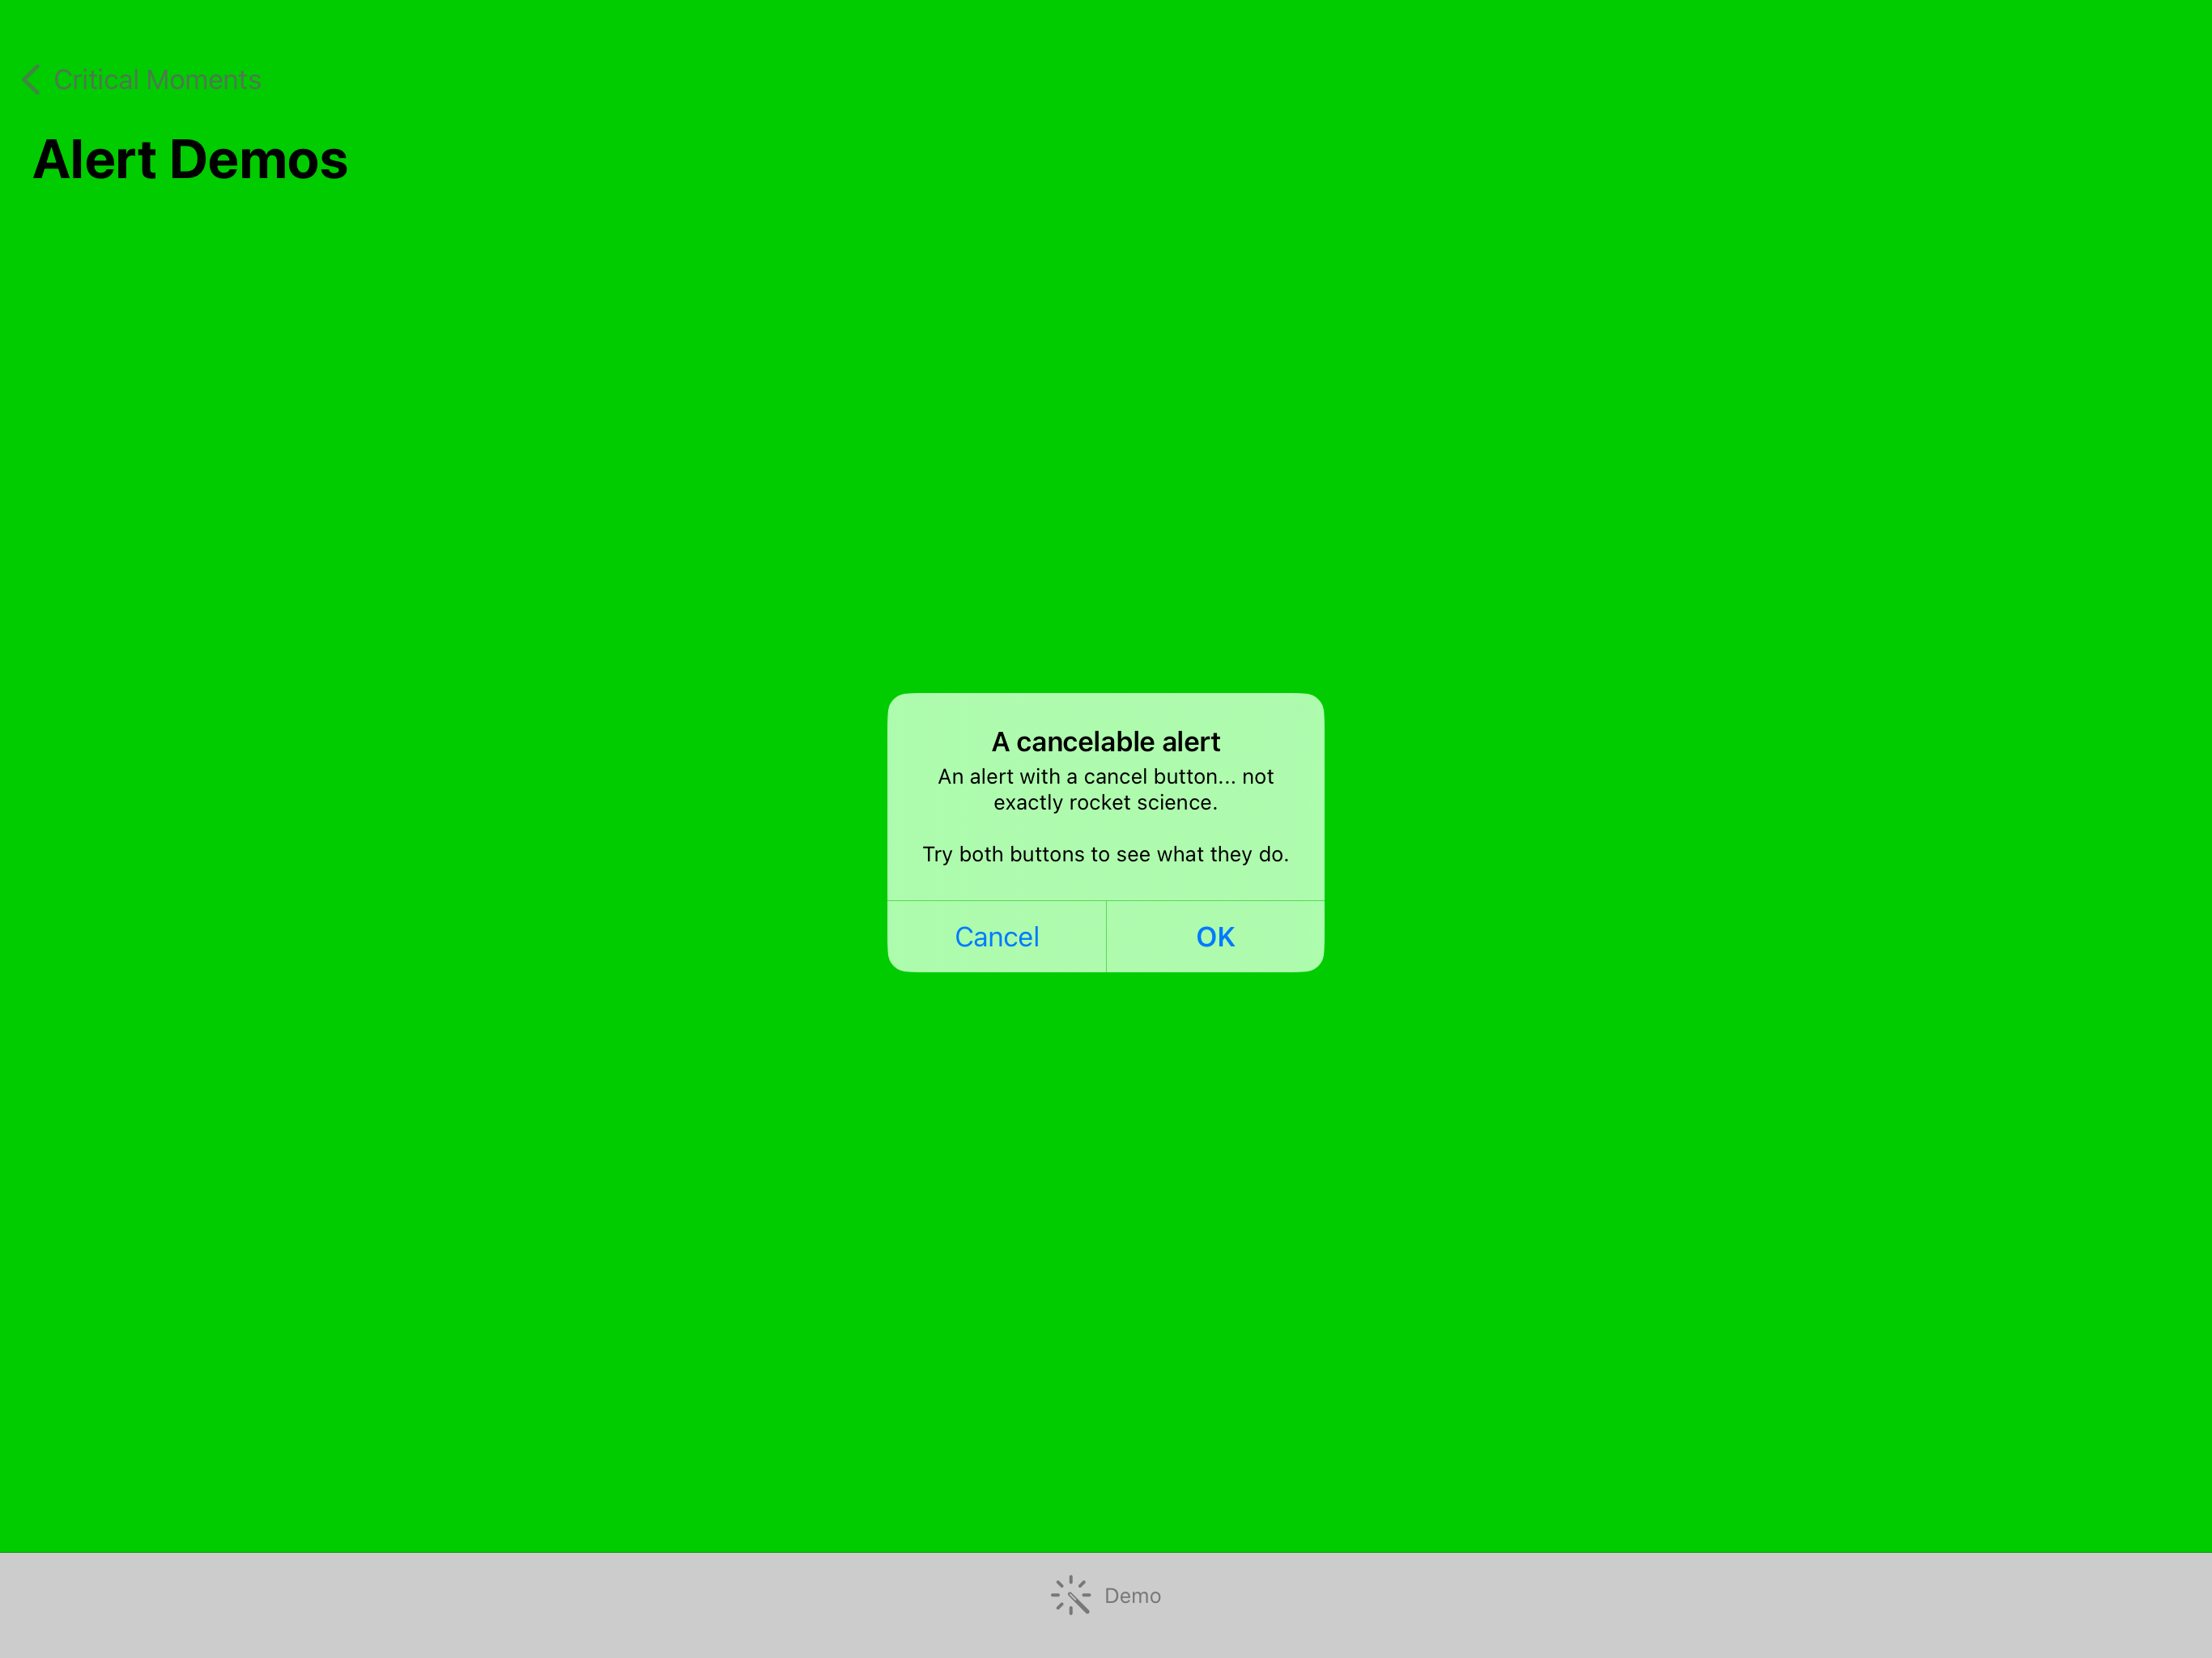 Critical Moments
Alert Demos
A cancelable alert
An alert with a cancel button... not
exactly rocket science.
Try both buttons to see what they do.
Cancel
OK
Demo